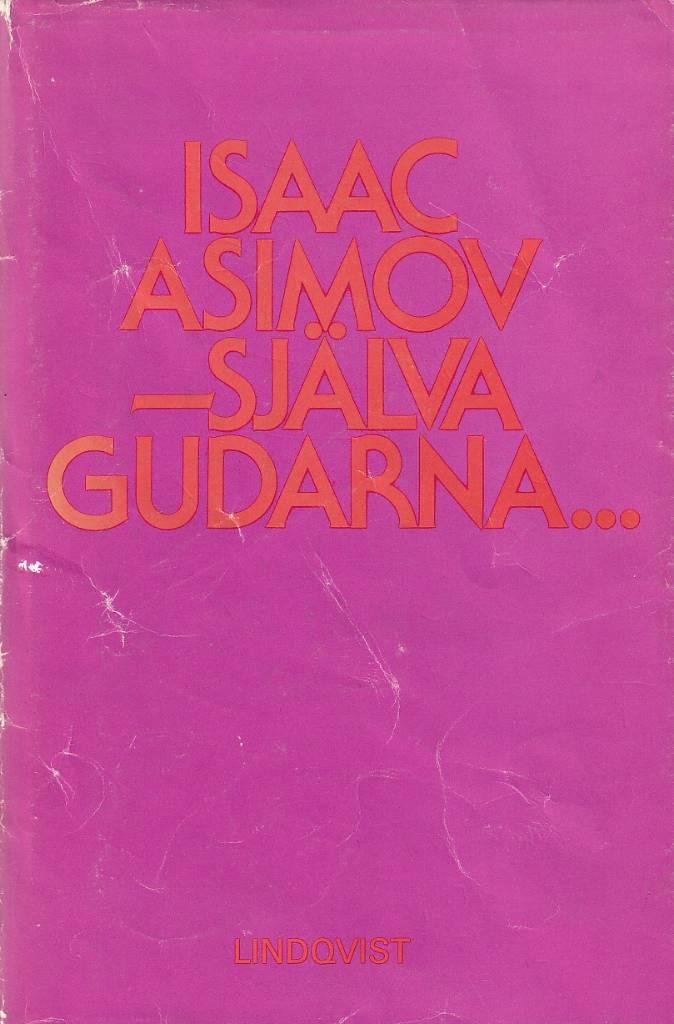 ISAAC
ASIMOV
–SJÄLVA
GUDARNA...
LINDQVIST